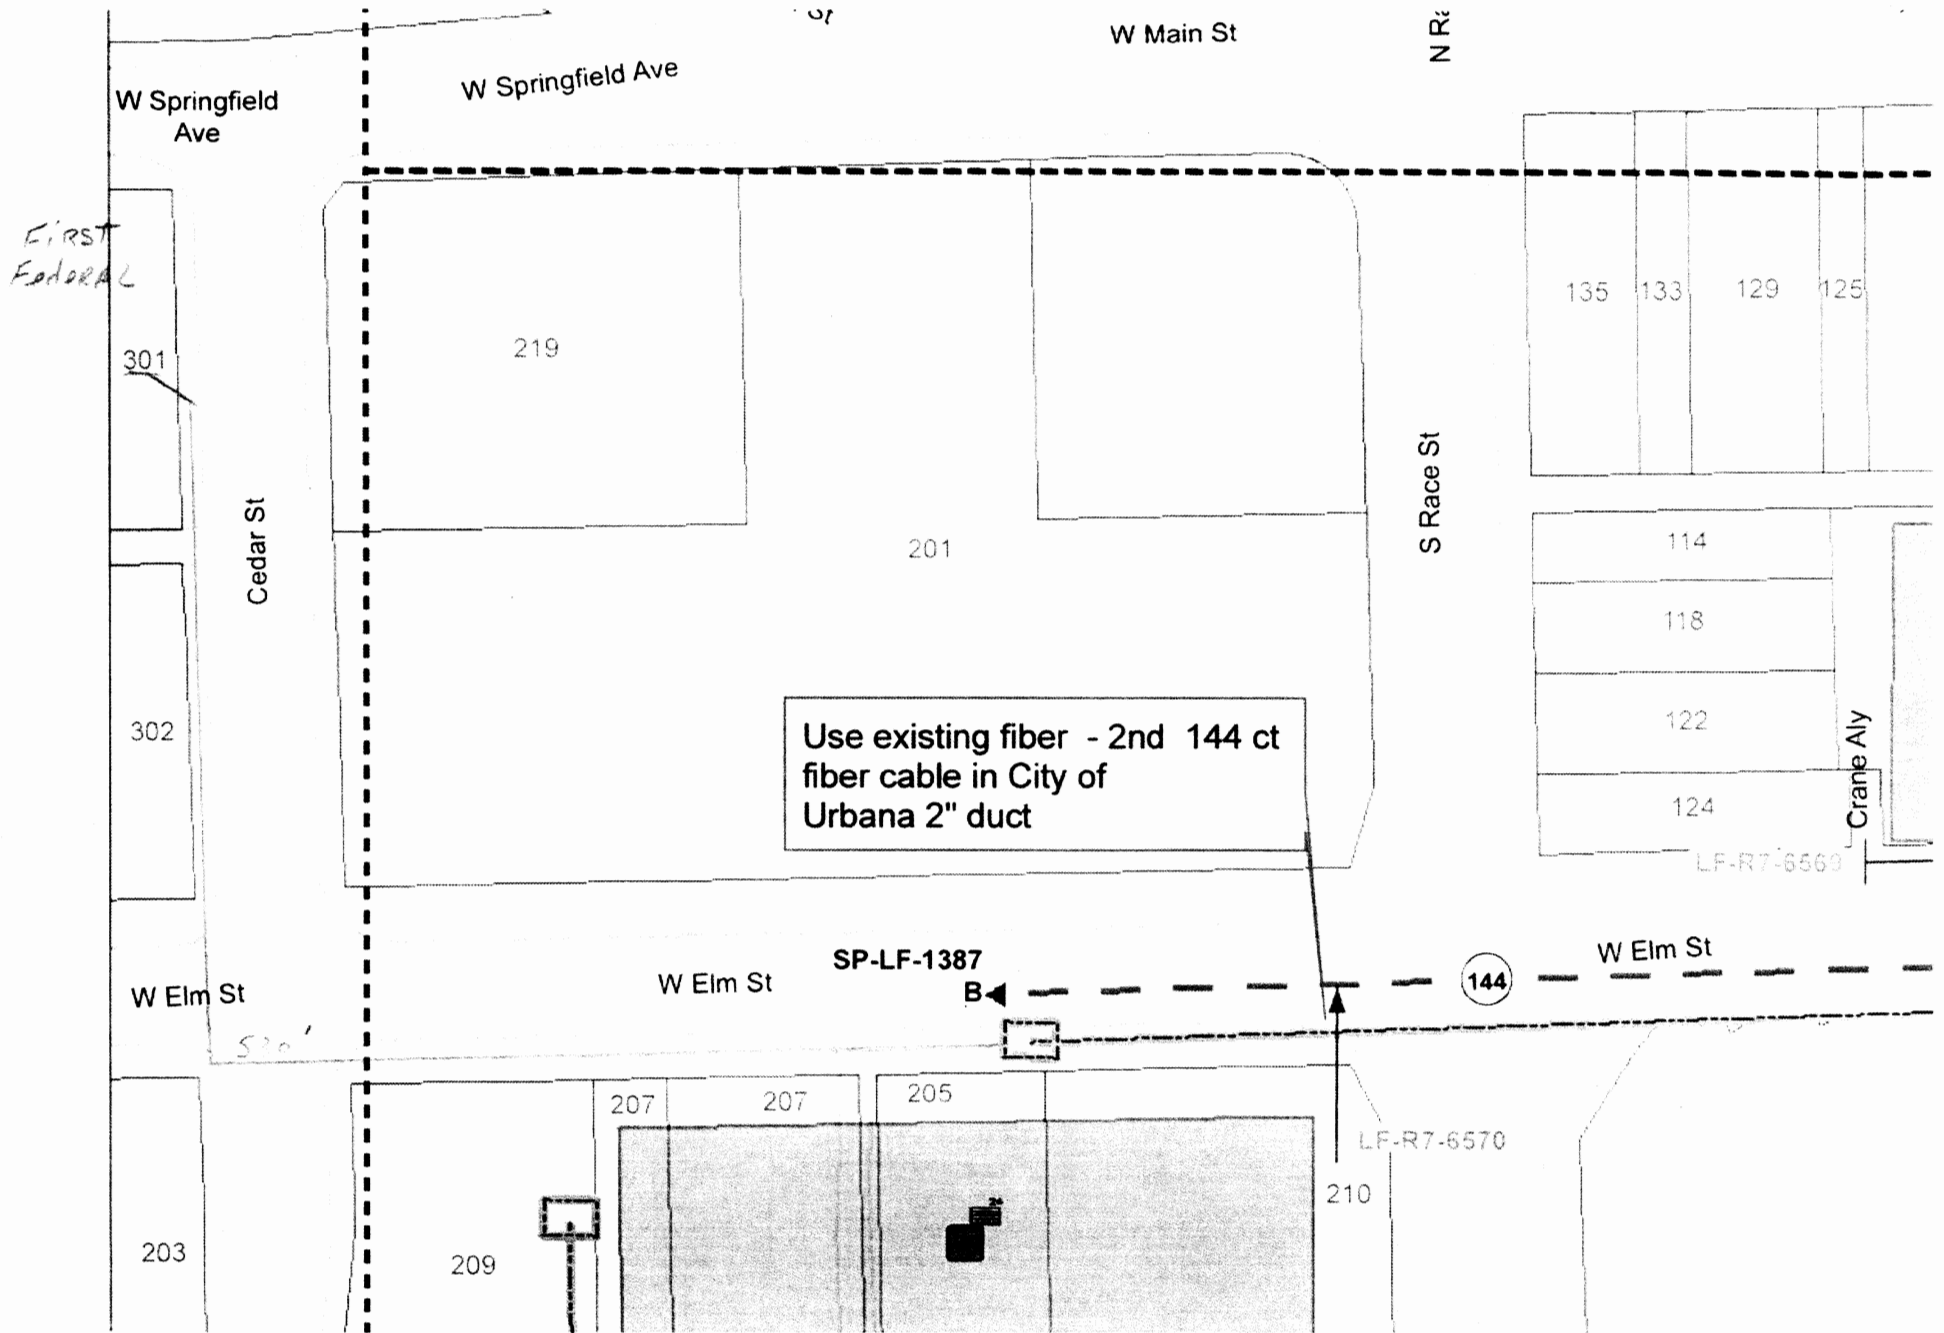 W Main St
W Springfield
Ave
W Springfield Ave
First
Federal
135
133
129
125
219
301
S Race St
Cedar St
201
114
118
302
122
Use existing fiber - 2nd 144 ct
fiber cable in City of
Urbana 2" duct
Crane Aly
124
SP-LF-1387
W Elm St
W Elm St
W Elm St
B
144
520'
207
207
205
LF-R7-6570
210
203
209